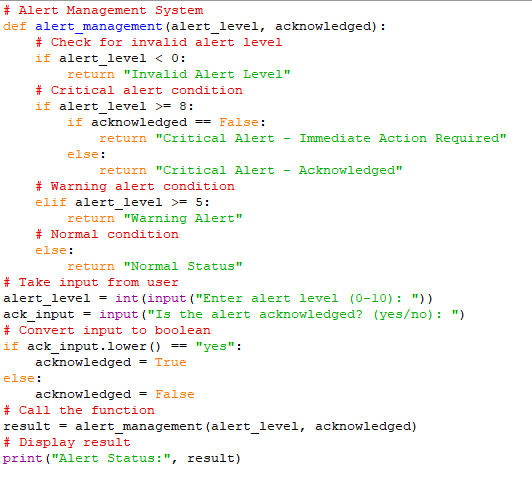 # Alert Management System
def alert_management(alert_level, acknowledged):
    # Check for invalid alert level
    if alert_level < 0:
        return "Invalid Alert Level"
    # Critical alert condition
    if alert_level >= 8:
        if acknowledged == False:
            return "Critical Alert - Immediate Action Required"
        else:
            return "Critical Alert - Acknowledged"
    # Warning alert condition
    elif alert_level >= 5:
        return "Warning Alert"
    # Normal condition
    else:
        return "Normal Status"
# Take input from user
alert_level = int(input("Enter alert level (0-10): "))
ack_input = input("Is the alert acknowledged? (yes/no): ")
# Convert input to boolean
if ack_input.lower() == "yes":
    acknowledged = True
else:
    acknowledged = False
# Call the function
result = alert_management(alert_level, acknowledged)
# Display result
print("Alert Status:", result)